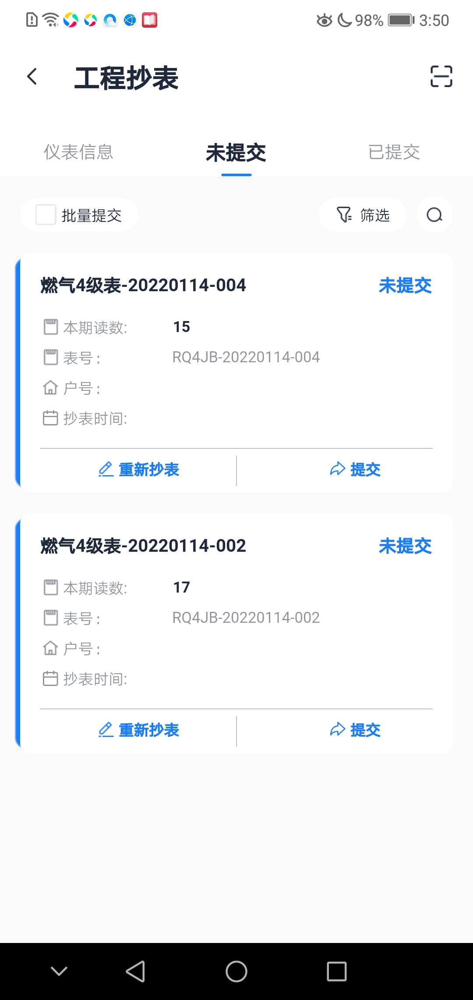 98% 3:50
工程抄表
仪表信息 未提交 已提交
批量提交 筛选
燃气4级表-20220114-004 未提交
本期读数: 15
表号: RQ4JB-20220114-004
户号:
抄表时间:
重新抄表 提交
燃气4级表-20220114-002 未提交
本期读数: 17
表号: RQ4JB-20220114-002
户号:
抄表时间:
重新抄表 提交